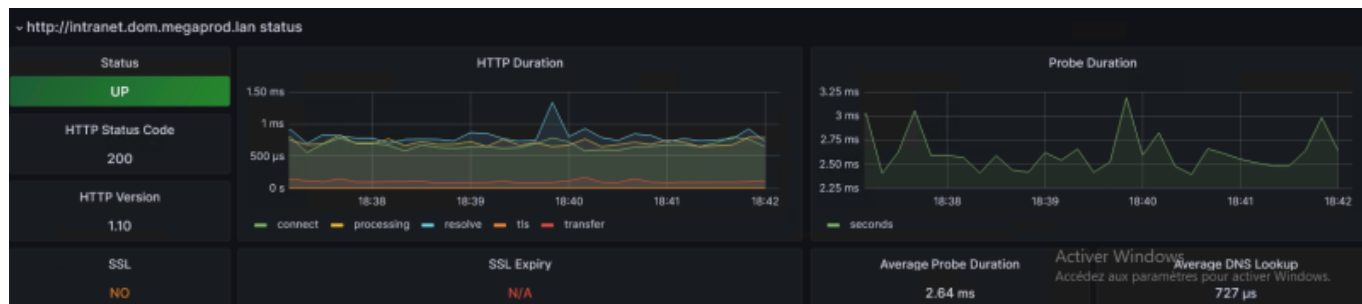 http://intranet.dom.megaprod.lan status
Status
UP
HTTP Status Code
200
HTTP Version
1.10
HTTP Duration
1.50 ms
1 ms
500 µs
0 s
18:38 18:39 18:40 18:41 18:42
connect processing resolve tls transfer
Probe Duration
3.25 ms
3 ms
2.75 ms
2.50 ms
2.25 ms
18:38 18:39 18:40 18:41 18:42
seconds
SSL
NO
SSL Expiry
N/A
Average Probe Duration
2.64 ms
Average DNS Lookup
727 µs
Activer Windows
Accédez aux paramètres pour activer Windows.